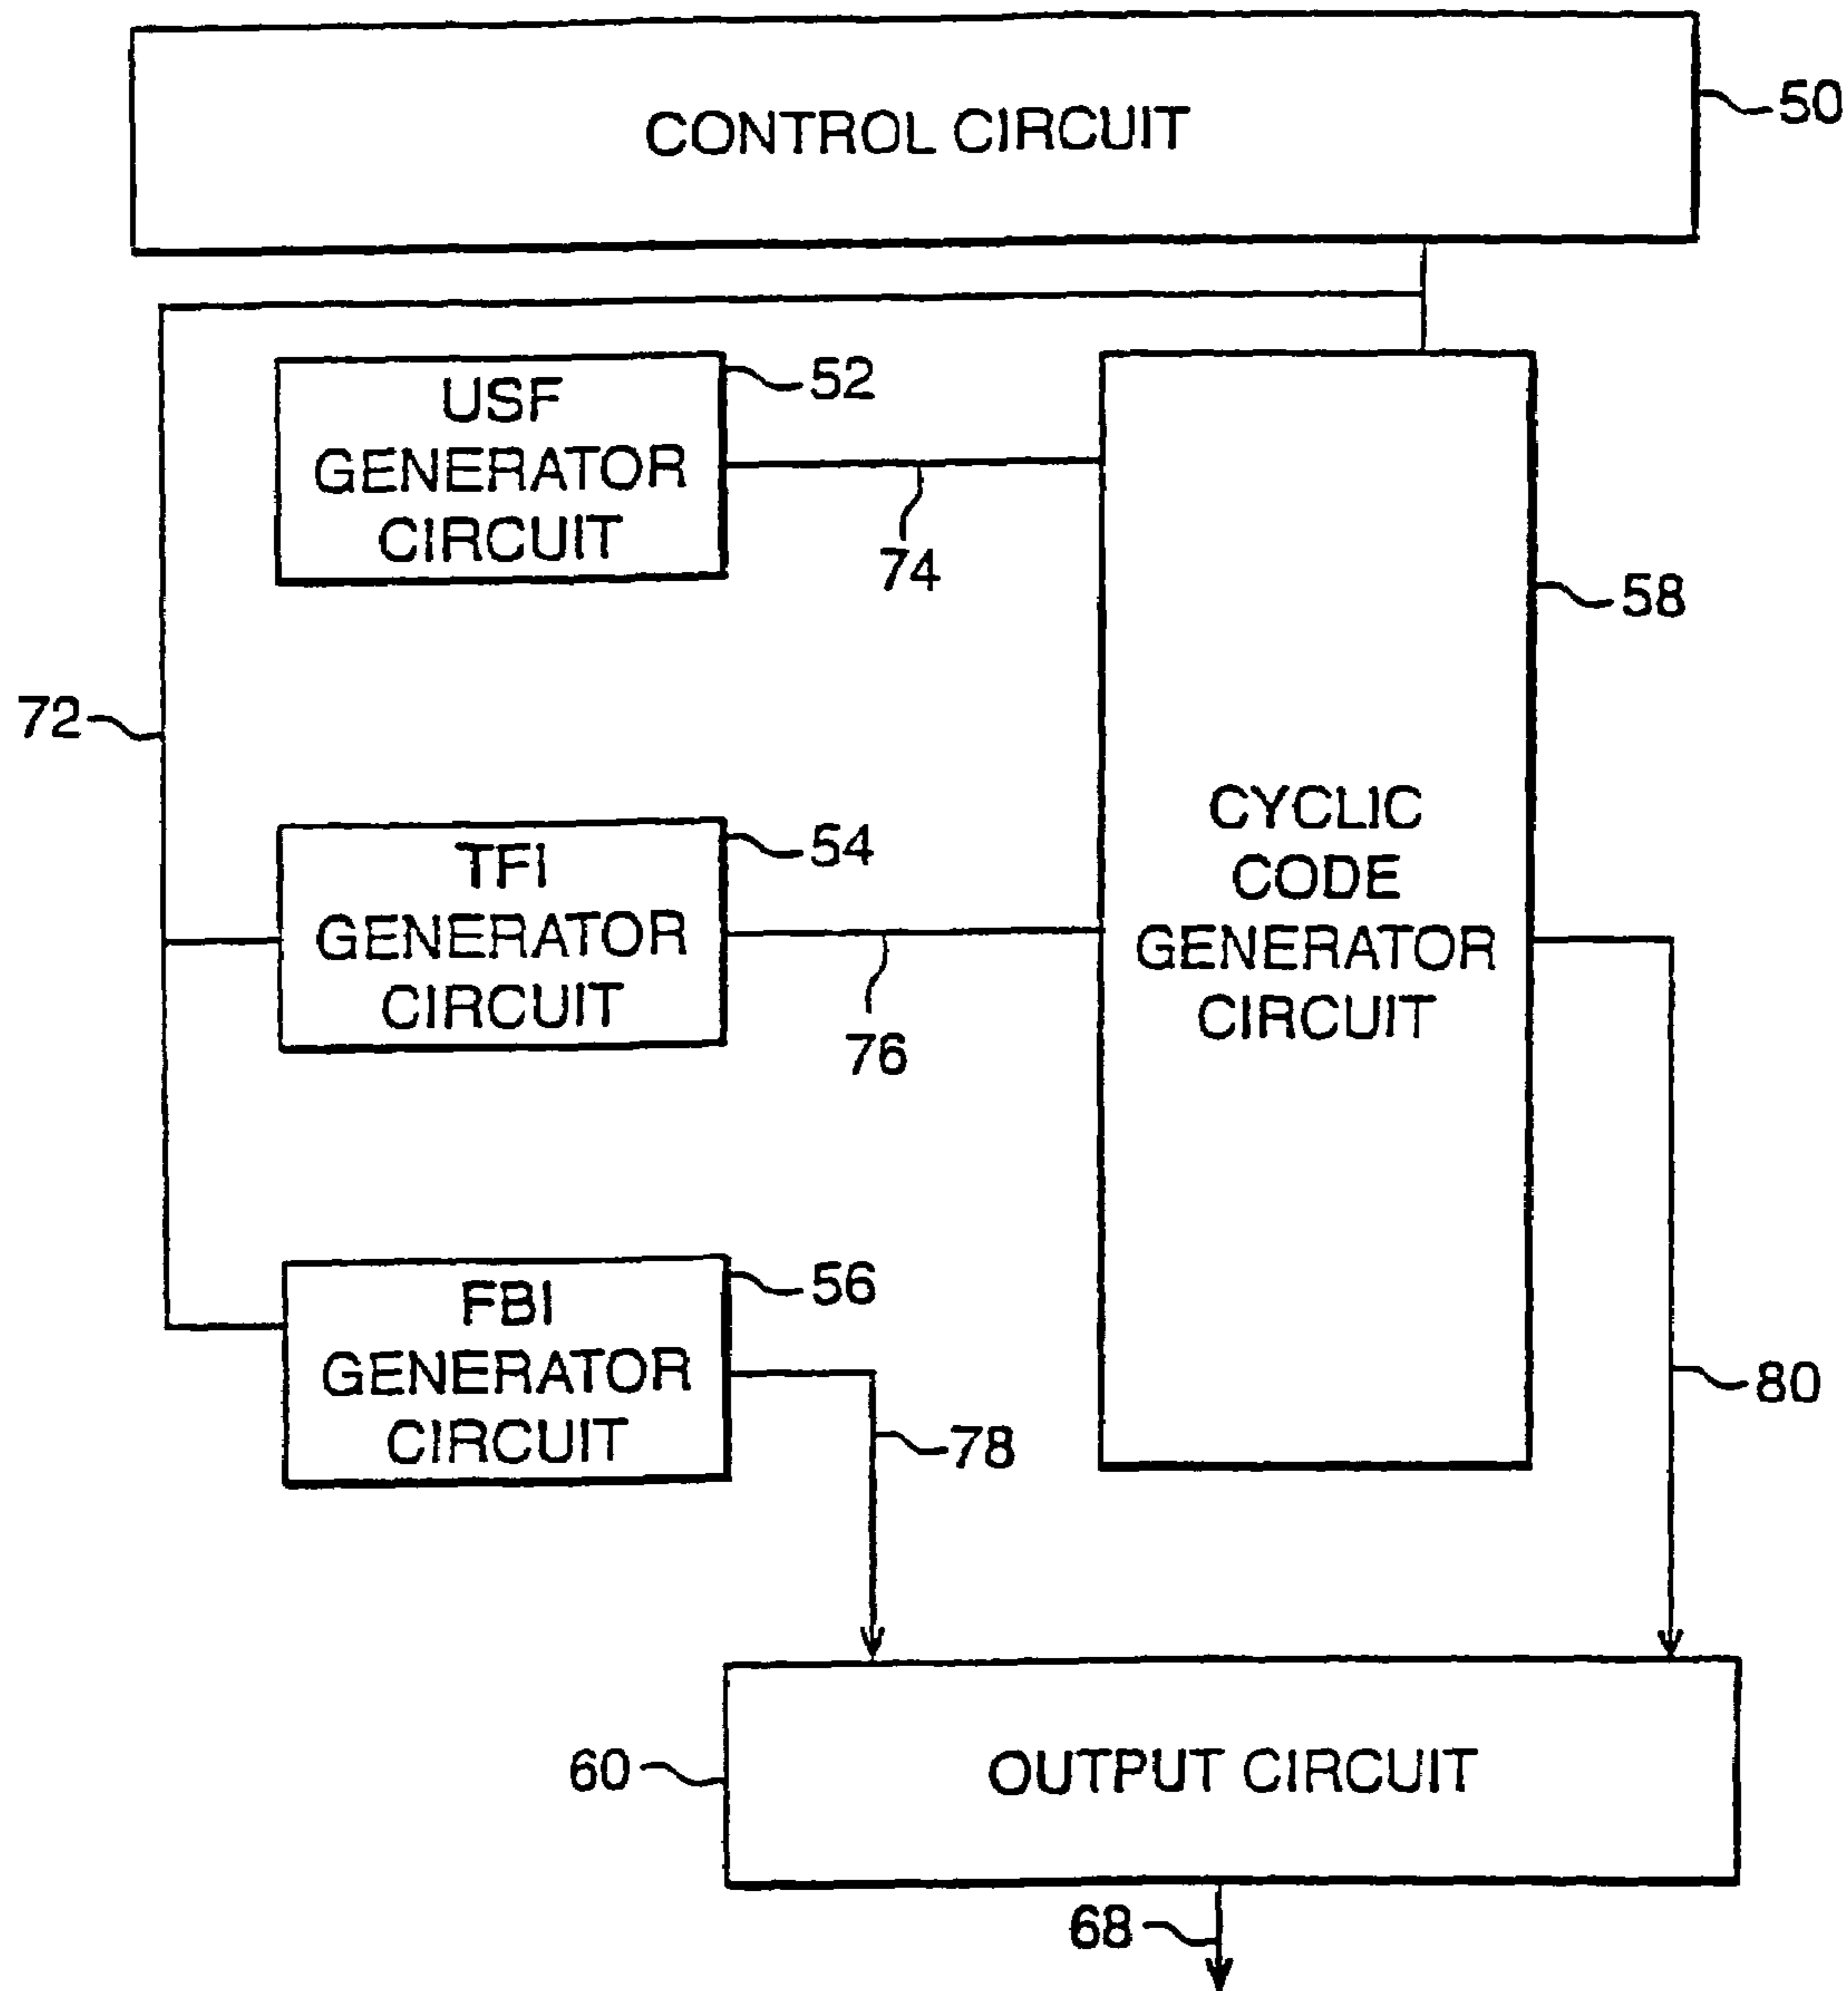 CONTROL CIRCUIT
50
USF
GENERATOR
CIRCUIT
52
74
58
72
TFI
GENERATOR
CIRCUIT
54
76
CYCLIC
CODE
GENERATOR
CIRCUIT
FBI
GENERATOR
CIRCUIT
56
78
80
60
OUTPUT CIRCUIT
68